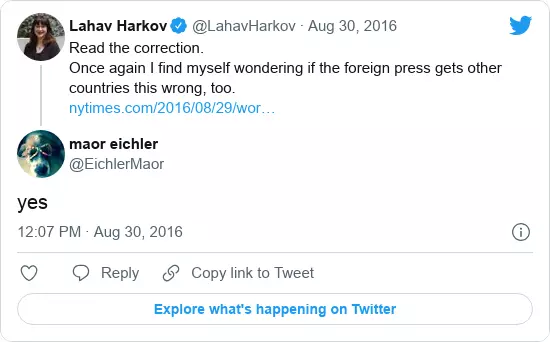 Lahav Harkov @LahavHarkov · Aug 30, 2016
Read the correction.
Once again I find myself wondering if the foreign press gets other
countries this wrong, too.
nytimes.com/2016/08/29/wor…
maor eichler
@EichlerMaor
yes
12:07 PM · Aug 30, 2016
Reply
Copy link to Tweet
Explore what's happening on Twitter